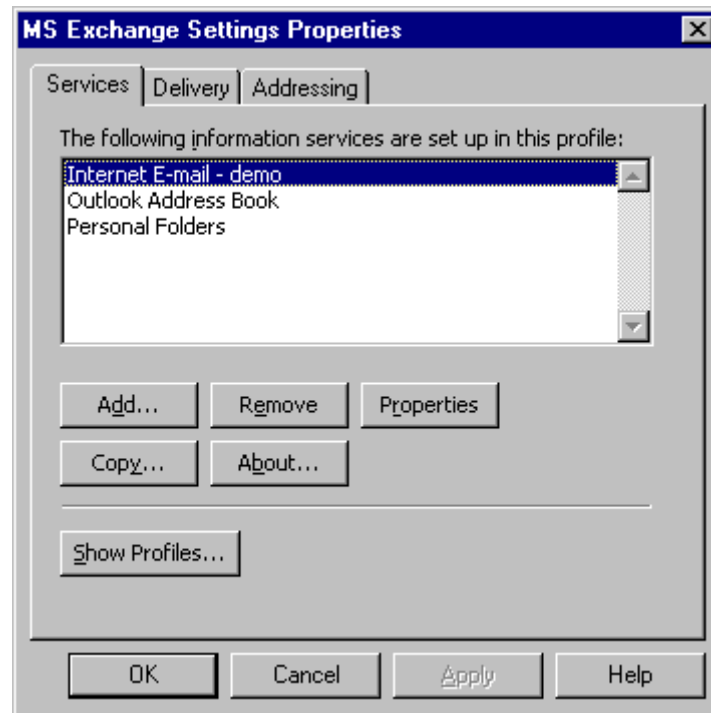 MS Exchange Settings Properties
Services Delivery Addressing
The following information services are set up in this profile:
Internet E-mail - demo
Outlook Address Book
Personal Folders
Add... Remove Properties
Copy... About...
Show Profiles...
OK Cancel Apply Help